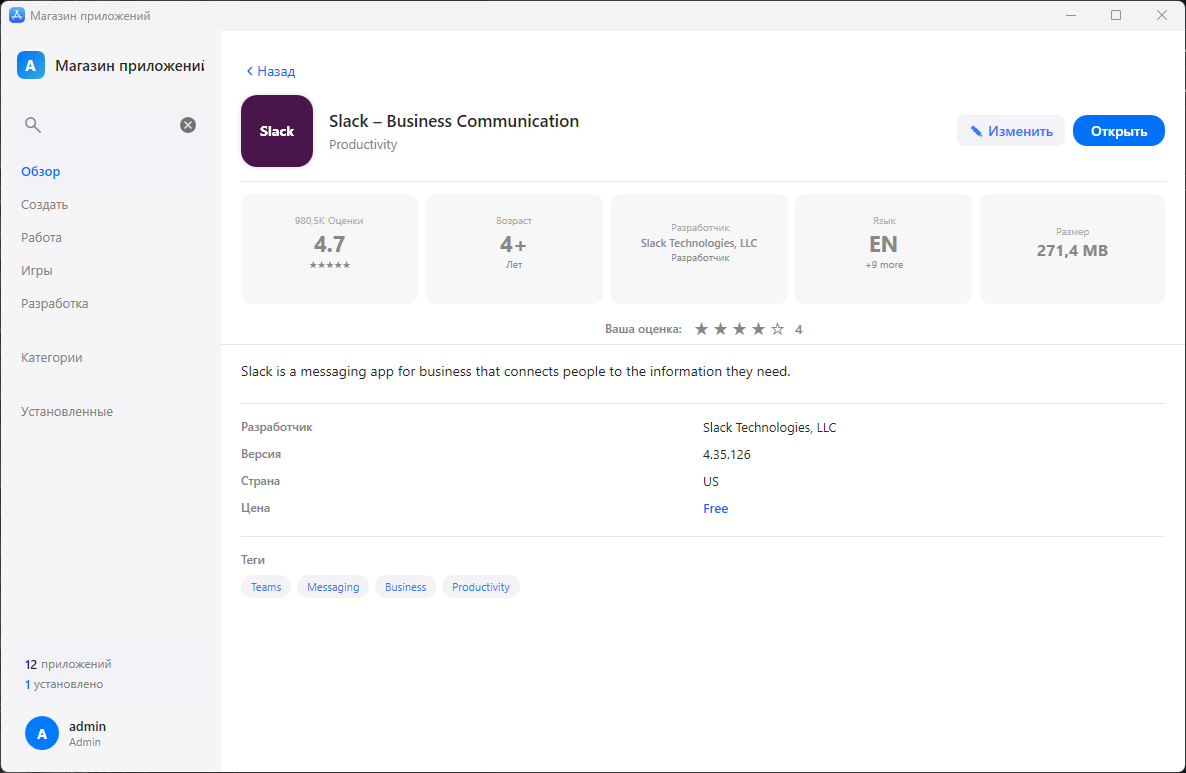 Магазин приложений
A Магазин приложений
Обзор
Создать
Работа
Игры
Разработка
Категории
Установленные
12 приложений
1 установлено
A
admin
Admin
Назад
Slack
Slack – Business Communication
Productivity
Изменить
Открыть
980,5K Оценки
4.7
★★★★★
Возраст
4+
Лет
Разработчик
Slack Technologies, LLC
Разработчик
Язык
EN
+9 more
Размер
271,4 MB
Ваша оценка: ★ ★ ★ ★ ☆ 4
Slack is a messaging app for business that connects people to the information they need.
Разработчик Slack Technologies, LLC
Версия 4.35.126
Страна US
Цена Free
Теги
Teams Messaging Business Productivity